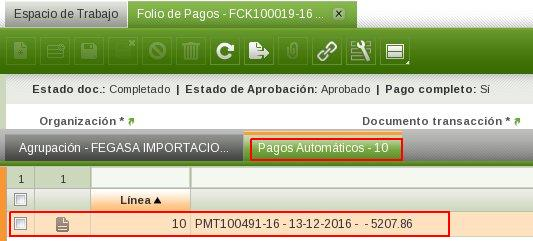 Espacio de Trabajo
Folio de Pagos - FCK100019-16 ...
Estado doc.: Completado | Estado de Aprobación: Aprobado | Pago completo: Sí
Organización * Documento transacción *
Agrupación - FEGASA IMPORTACIO...
Pagos Automáticos - 10
1 1
Línea
10 PMT100491-16 - 13-12-2016 - - 5207.86